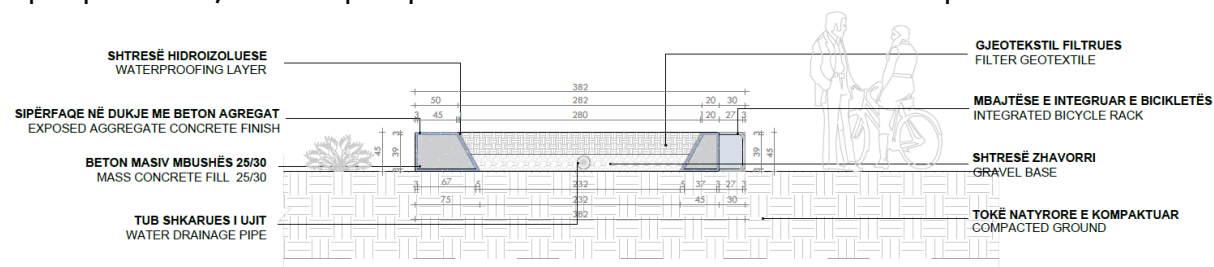 SHTRESË HIDROIZOLUESE
WATERPROOFING LAYER
SIPËRFAQE NË DUKJE ME BETON AGREGAT
EXPOSED AGGREGATE CONCRETE FINISH
BETON MASIV MBUSHËS 25/30
MASS CONCRETE FILL 25/30
TUB SHKARUES I UJIT
WATER DRAINAGE PIPE
382
50 282 20 30
3 45 280 20 27 3
45 39 3
3 39 45
3 67 5 232 5 37 3 27 3
75 232 45 30
382
GJEOTEKSTIL FILTRUES
FILTER GEOTEXTILE
MBAJTËSE E INTEGRUAR E BICIKLETËS
INTEGRATED BICYCLE RACK
SHTRESË ZHAVORRI
GRAVEL BASE
TOKË NATYRORE E KOMPAKTUAR
COMPACTED GROUND